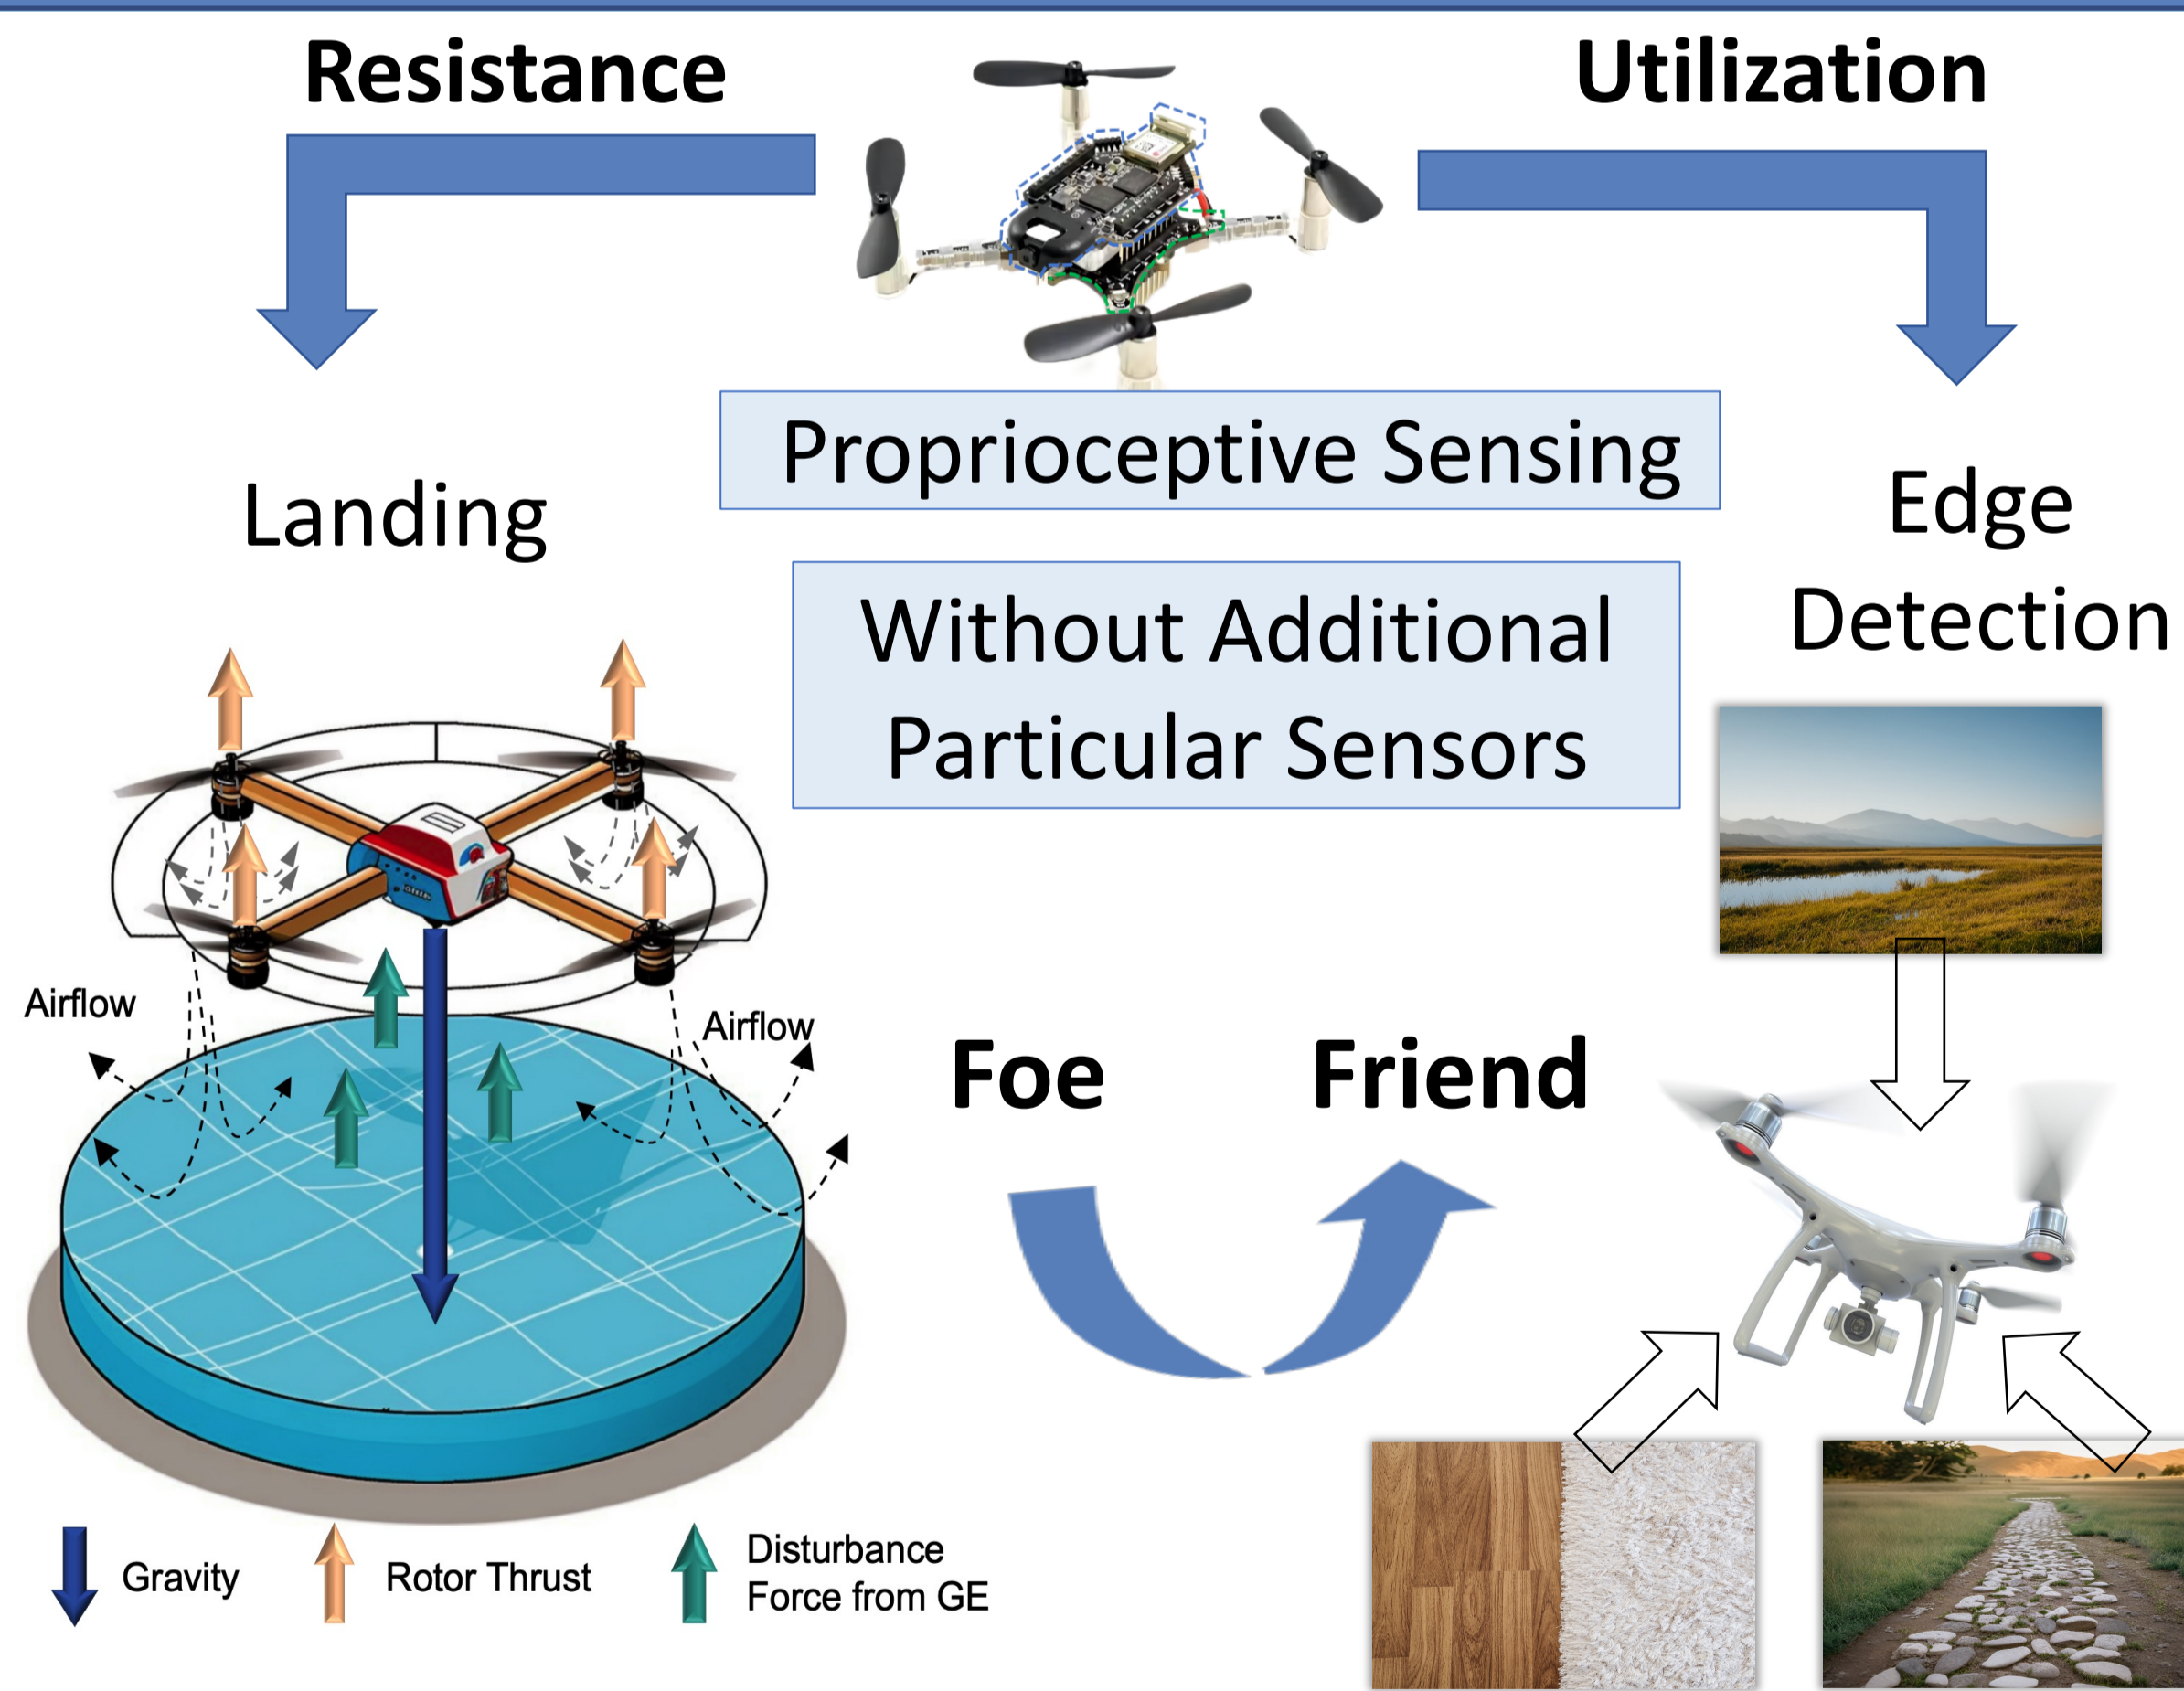 Resistance
Utilization
Proprioceptive Sensing
Without Additional
Particular Sensors
Landing
Edge
Detection
Airflow
Airflow
Foe
Friend
Gravity
Rotor Thrust
Disturbance
Force from GE